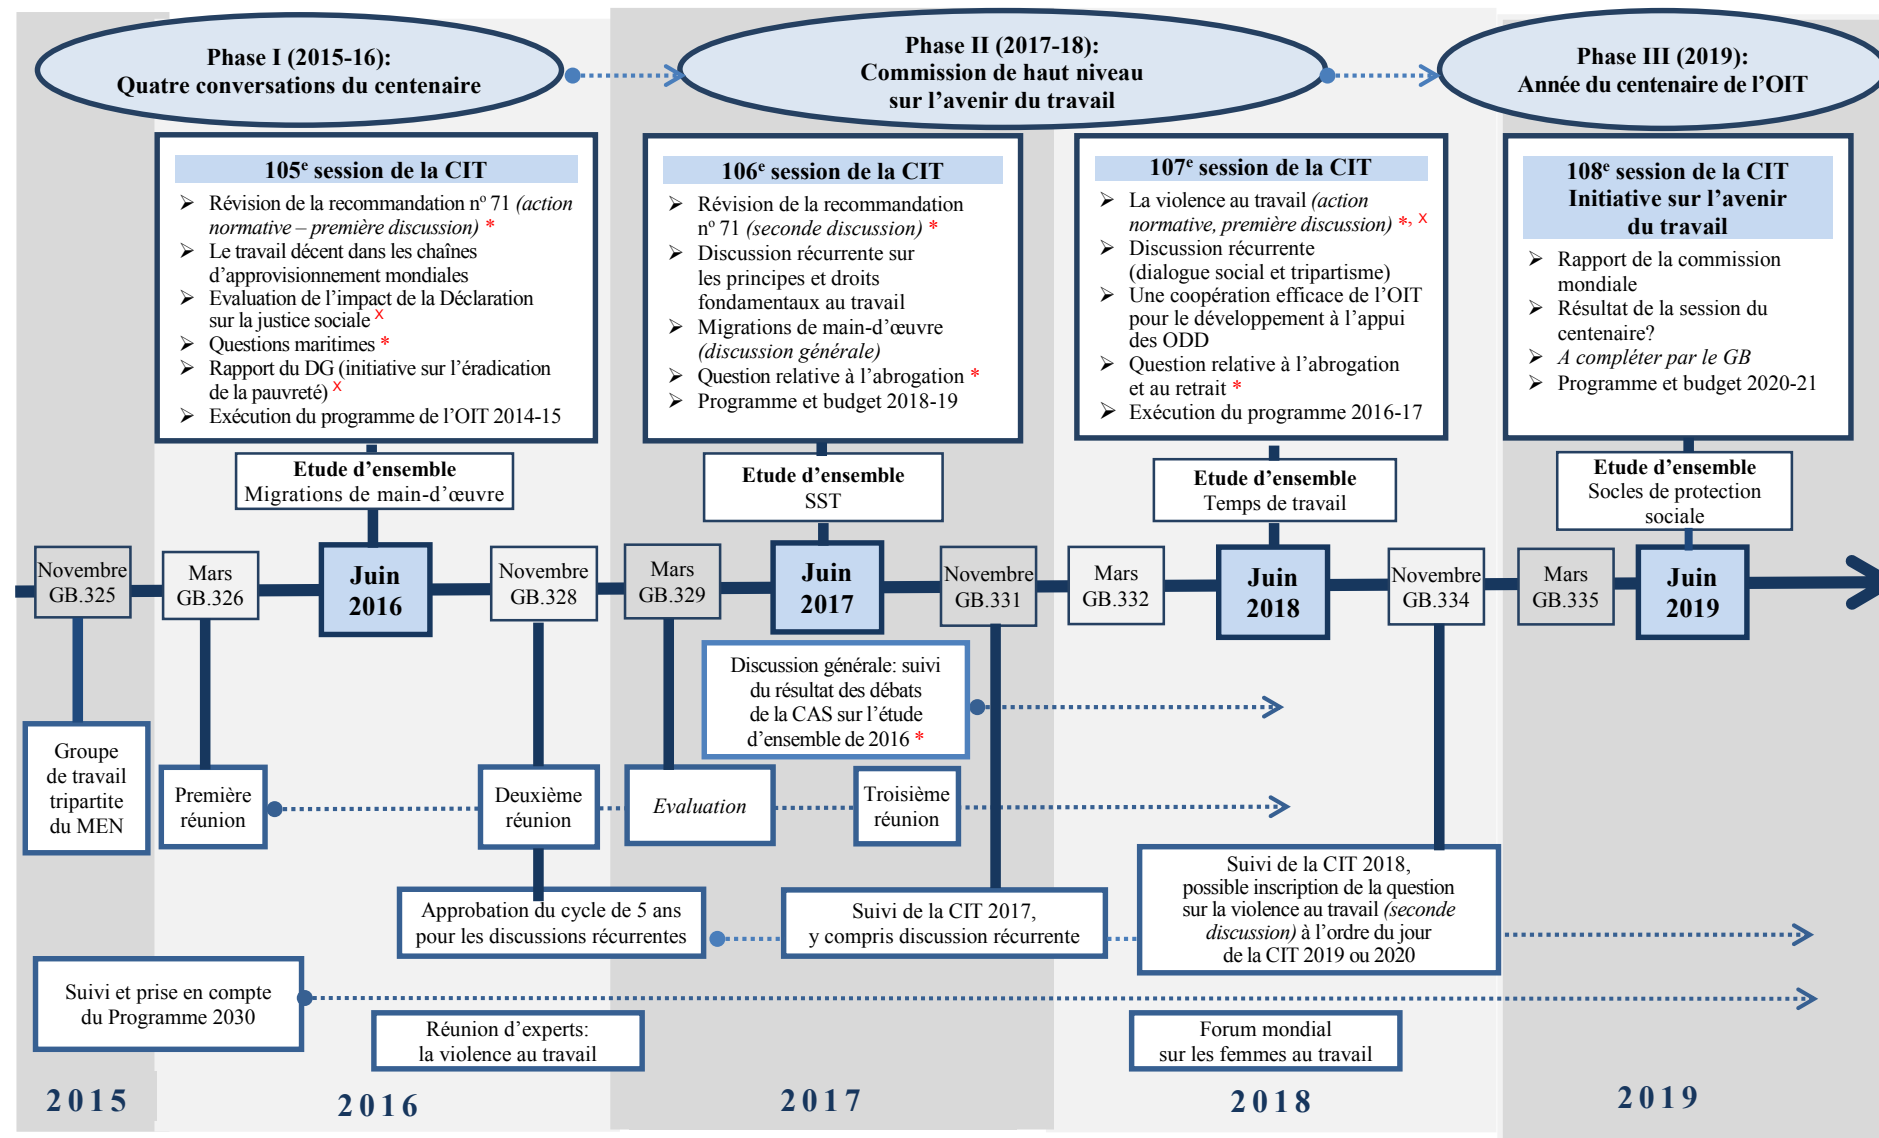 Phase I (2015-16):
Quatre conversations du centenaire
Phase II (2017-18):
Commission de haut niveau
sur l’avenir du travail
Phase III (2019):
Année du centenaire de l’OIT
105e session de la CIT
➢ Révision de la recommandation no 71 (action
normative – première discussion) *
➢ Le travail décent dans les chaînes
d’approvisionnement mondiales
➢ Evaluation de l’impact de la Déclaration
sur la justice sociale X
➢ Questions maritimes *
➢ Rapport du DG (initiative sur l’éradication
de la pauvreté) X
➢ Exécution du programme de l’OIT 2014-15
106e session de la CIT
➢ Révision de la recommandation
no 71 (seconde discussion) *
➢ Discussion récurrente sur
les principes et droits
fondamentaux au travail
➢ Migrations de main-d’œuvre
(discussion générale)
➢ Question relative à l’abrogation *
➢ Programme et budget 2018-19
107e session de la CIT
➢ La violence au travail (action
normative, première discussion) *, X
➢ Discussion récurrente
(dialogue social et tripartisme)
➢ Une coopération efficace de l’OIT
pour le développement à l’appui
des ODD
➢ Question relative à l’abrogation
et au retrait *
➢ Exécution du programme 2016-17
108e session de la CIT
Initiative sur l’avenir
du travail
➢ Rapport de la commission
mondiale
➢ Résultat de la session du
centenaire?
➢ A compléter par le GB
➢ Programme et budget 2020-21
Etude d’ensemble
Migrations de main-d’œuvre
Etude d’ensemble
SST
Etude d’ensemble
Temps de travail
Etude d’ensemble
Socles de protection
sociale
Novembre
GB.325
Mars
GB.326
Juin
2016
Novembre
GB.328
Mars
GB.329
Juin
2017
Novembre
GB.331
Mars
GB.332
Juin
2018
Novembre
GB.334
Mars
GB.335
Juin
2019
Discussion générale: suivi
du résultat des débats
de la CAS sur l’étude
d’ensemble de 2016 *
Groupe
de travail
tripartite
du MEN
Première
réunion
Deuxième
réunion
Evaluation
Troisième
réunion
Approbation du cycle de 5 ans
pour les discussions récurrentes
Suivi de la CIT 2017,
y compris discussion récurrente
Suivi de la CIT 2018,
possible inscription de la question
sur la violence au travail (seconde
discussion) à l’ordre du jour
de la CIT 2019 ou 2020
Suivi et prise en compte
du Programme 2030
Réunion d’experts:
la violence au travail
Forum mondial
sur les femmes au travail
2015
2016
2017
2018
2019